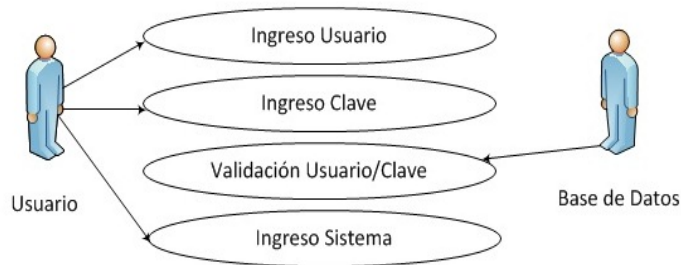 Ingreso Usuario
Ingreso Clave
Validación Usuario/Clave
Ingreso Sistema
Usuario
Base de Datos